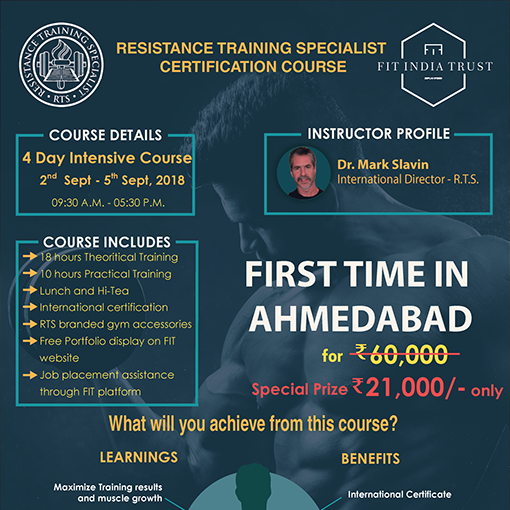 RESISTANCE TRAINING SPECIALIST
• RTS •
RESISTANCE TRAINING SPECIALIST
CERTIFICATION COURSE
FIT
FIT INDIA TRUST
COURSE DETAILS
4 Day Intensive Course
2nd Sept - 5th Sept, 2018
09:30 A.M. - 05:30 P.M.
INSTRUCTOR PROFILE
Dr. Mark Slavin
International Director - R.T.S.
COURSE INCLUDES
18 hours Theoritical Training
10 hours Practical Training
Lunch and Hi-Tea
International certification
RTS branded gym accessories
Free Portfolio display on FIT
website
Job placement assistance
through FIT platform
FIRST TIME IN
AHMEDABAD
for ₹60,000
Special Prize ₹21,000/- only
What will you achieve from this course?
LEARNINGS
BENEFITS
Maximize Training results
and muscle growth
International Certificate